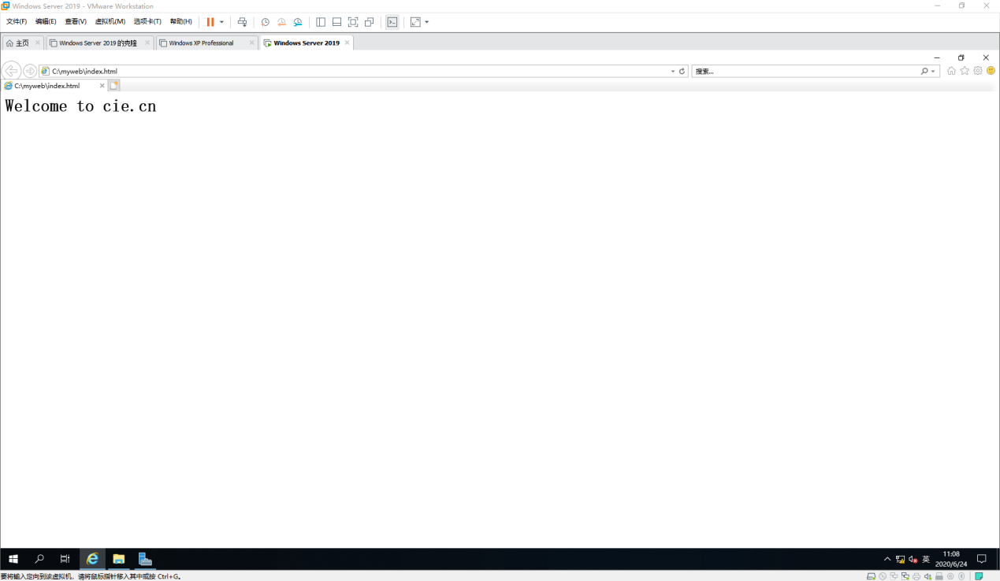 Windows Server 2019 - VMware Workstation
文件(F) 编辑(E) 查看(V) 虚拟机(M) 选项卡(T) 帮助(H)
主页 Windows Server 2019 的克隆 Windows XP Professional Windows Server 2019
C:\myweb\index.html 搜索...
C:\myweb\index.html
Welcome to cie.cn
英 11:08
2020/6/24
要将输入定向到该虚拟机，请将鼠标指针移入其中或按 Ctrl+G。